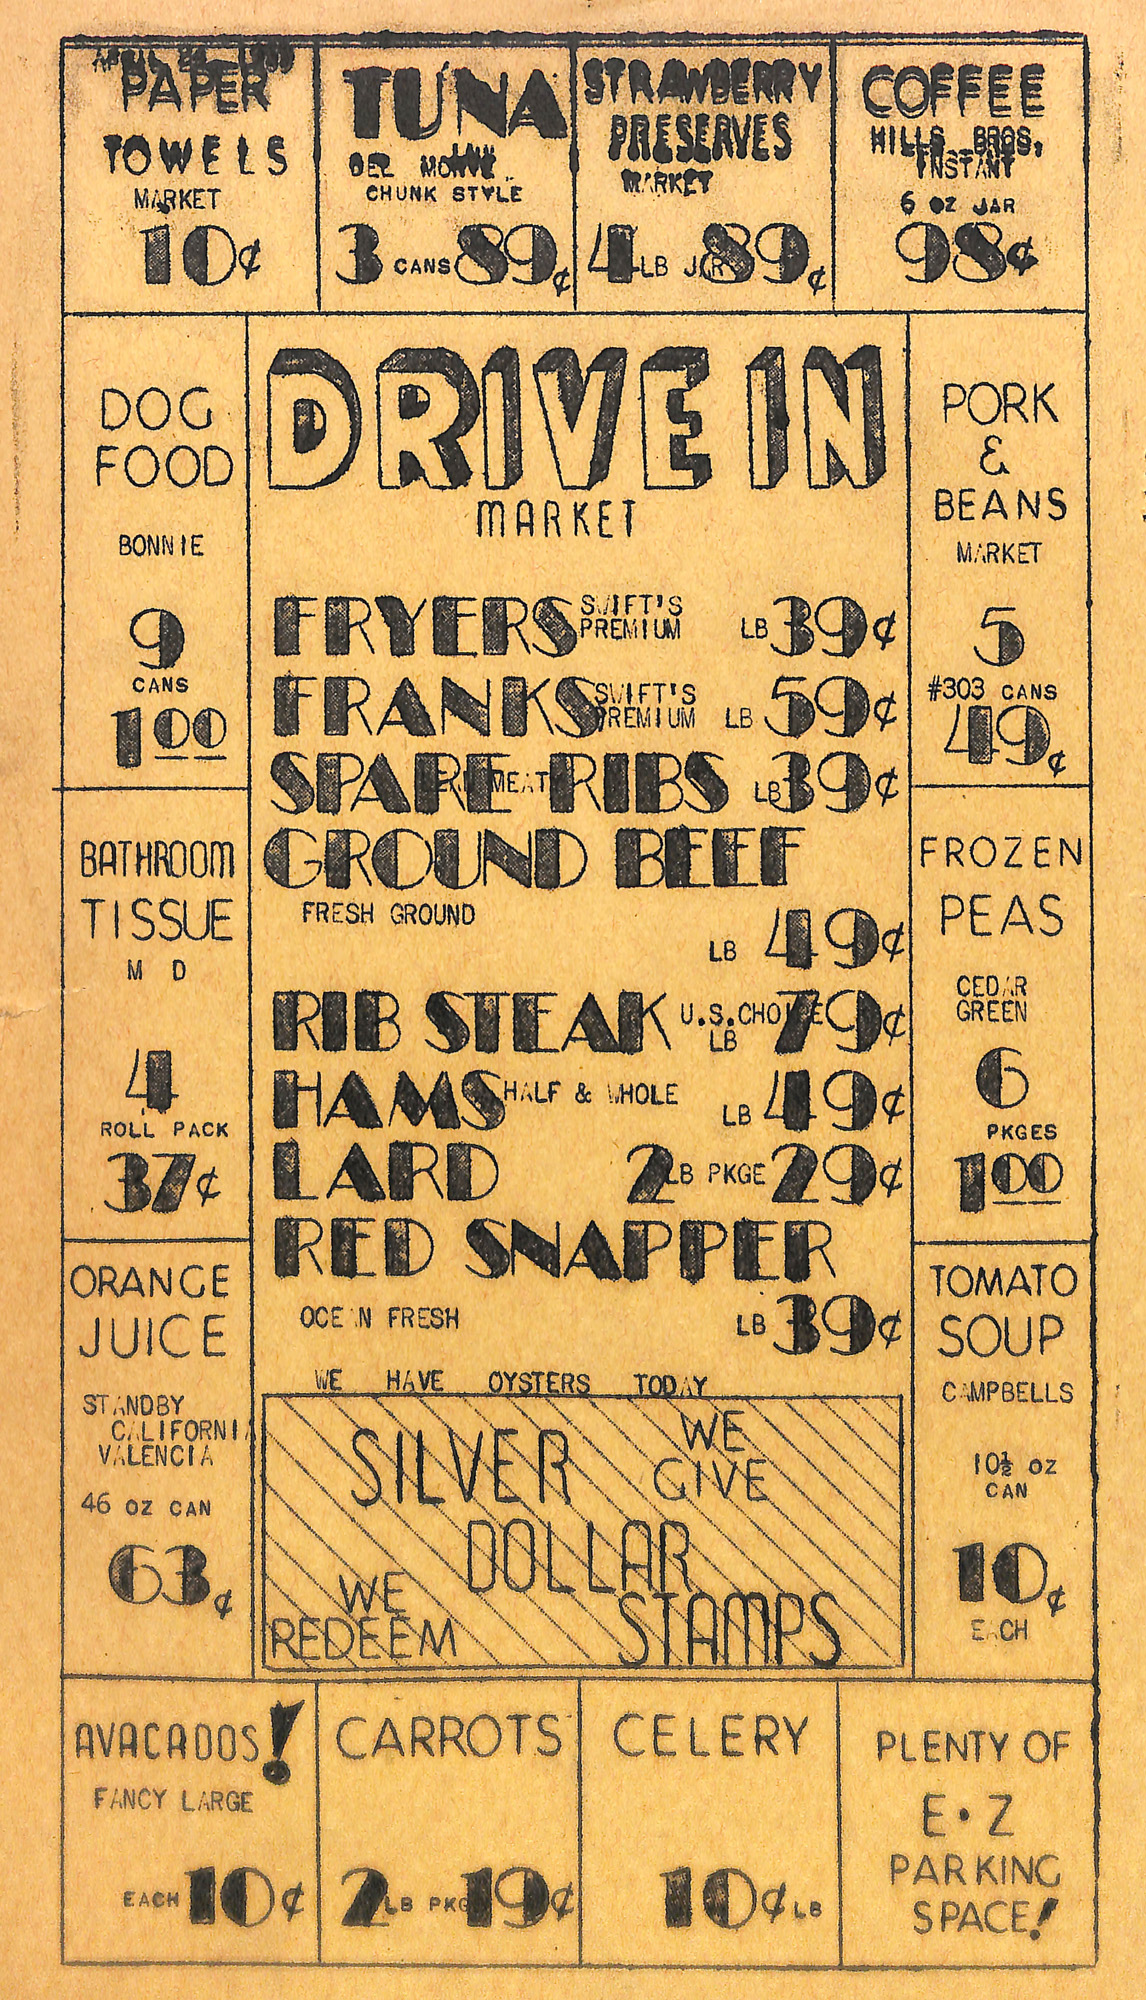 PAPER
TOWELS
MARKET
10¢
TUNA
DEL MONTE
CHUNK STYLE
3 CANS 89¢
STRAWBERRY
PRESERVES
MARKET
4 LB JAR 89¢
COFFEE
HILLS BROS.
INSTANT
6 OZ JAR
98¢
DOG
FOOD
BONNIE
9
CANS
1.00
BATHROOM
TISSUE
M D
4
ROLL PACK
37¢
ORANGE
JUICE
STANDBY
CALIFORNIA
VALENCIA
46 OZ CAN
63¢
DRIVE IN
MARKET
FRYERS SWIFT'S PREMIUM LB 39¢
FRANKS SWIFT'S PREMIUM LB 59¢
SPARE RIBS MEATY LB 39¢
GROUND BEEF
FRESH GROUND
LB 49¢
RIB STEAK U.S. CHOICE LB 79¢
HAMS HALF & WHOLE LB 49¢
LARD 2 LB PKGE 29¢
RED SNAPPER
OCEAN FRESH
LB 39¢
WE HAVE OYSTERS TODAY
WE
GIVE
SILVER
DOLLAR
STAMPS
WE
REDEEM
PORK
&
BEANS
MARKET
5
#303 CANS
49¢
FROZEN
PEAS
CEDAR
GREEN
6
PKGES
1.00
TOMATO
SOUP
CAMPBELLS
10½ OZ
CAN
10¢
EACH
AVACADOS!
FANCY LARGE
EACH 10¢
CARROTS
2 LB PKG 19¢
CELERY
10¢ LB
PLENTY OF
E·Z
PARKING
SPACE!